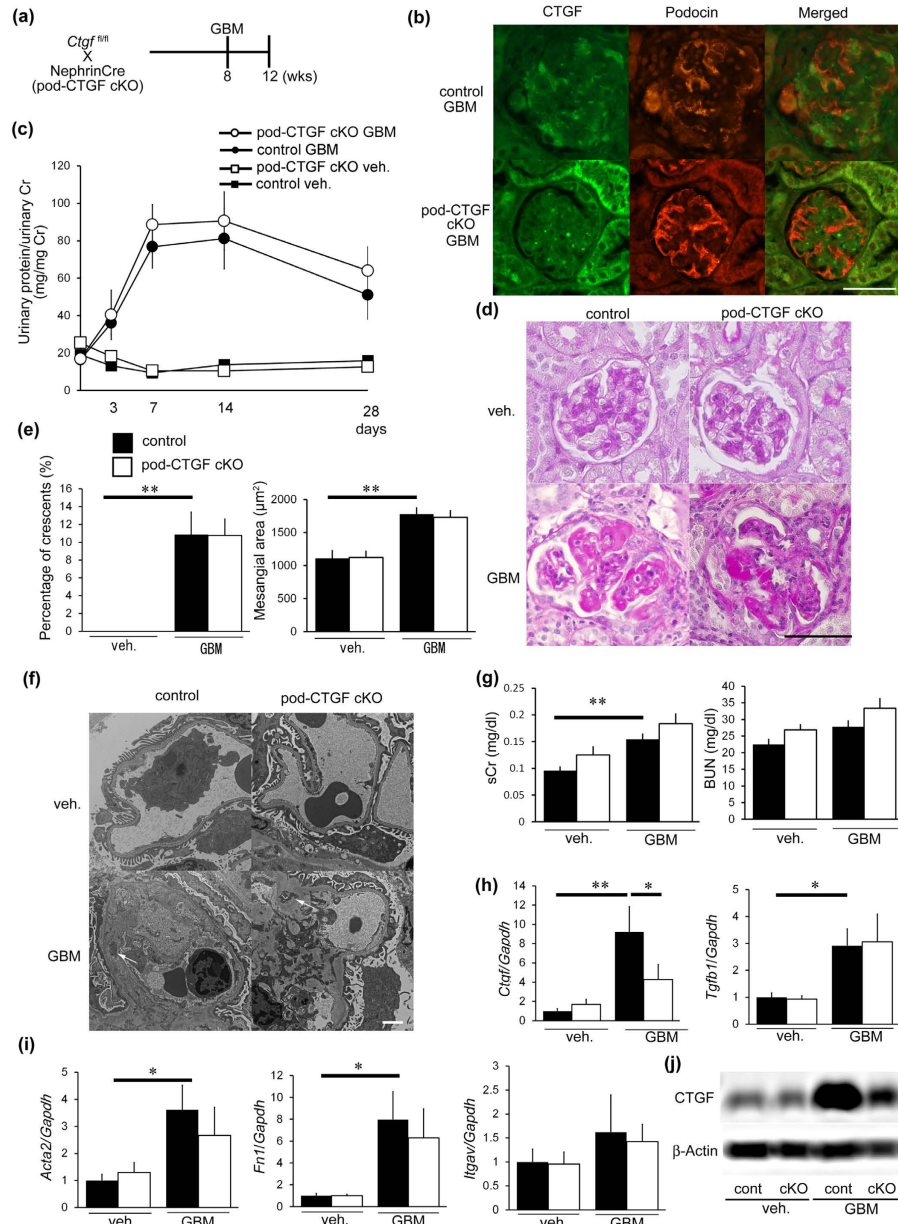 (a)
Ctgf fl/fl
X
NephrinCre
(pod-CTGF cKO)
GBM
8
12 (wks)
(b)
CTGF
Podocin
Merged
control
GBM
pod-CTGF
cKO
GBM
(c)
pod-CTGF cKO GBM
control GBM
pod-CTGF cKO veh.
control veh.
Urinary protein/urinary Cr
(mg/mg Cr)
120
100
80
60
40
20
0
3
7
14
28
days
(d)
control
pod-CTGF cKO
veh.
GBM
(e)
control
pod-CTGF cKO
Percentage of crescents (%)
16
14
12
10
8
6
4
2
0
**
veh.
GBM
Mesangial area (μm²)
2000
1500
1000
500
0
**
veh.
GBM
(f)
control
pod-CTGF cKO
veh.
GBM
(g)
sCr (mg/dl)
0.25
0.2
0.15
0.1
0.05
0
**
veh.
GBM
BUN (mg/dl)
40
35
30
25
20
15
10
5
0
veh.
GBM
(h)
Ctgf/Gapdh
14
12
10
8
6
4
2
0
**
*
veh.
GBM
Tgfb1/Gapdh
5
4
3
2
1
0
*
veh.
GBM
(i)
Acta2/Gapdh
5
4
3
2
1
0
*
veh.
GBM
Fn1/Gapdh
12
10
8
6
4
2
0
*
veh.
GBM
Itgav/Gapdh
3
2.5
2
1.5
1
0.5
0
veh.
GBM
(j)
CTGF
β-Actin
cont cKO cont cKO
veh. GBM